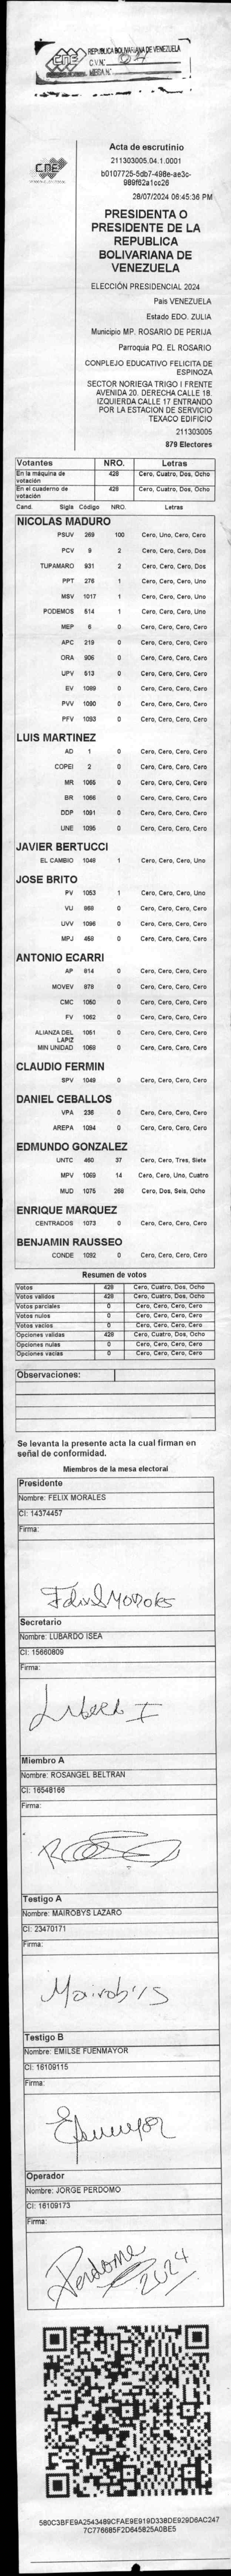 REPUBLICA BOLIVARIANA DE VENEZUELA
CNE
C.V.N.: 04
MESA N.:
CNE
Acta de escrutinio
211303005.04.1.0001
b0107725-5db7-498e-ae3c-
989f62a1cc26
28/07/2024 06:45:36 PM
PRESIDENTA O
PRESIDENTE DE LA
REPUBLICA
BOLIVARIANA DE
VENEZUELA
ELECCIÓN PRESIDENCIAL 2024
Pais VENEZUELA
Estado EDO. ZULIA
Municipio MP. ROSARIO DE PERIJA
Parroquia PQ. EL ROSARIO
CONPLEJO EDUCATIVO FELICITA DE
ESPINOZA
SECTOR NORIEGA TRIGO I FRENTE
AVENIDA 20. DERECHA CALLE 18.
IZQUIERDA CALLE 17 ENTRANDO
POR LA ESTACION DE SERVICIO
TEXACO EDIFICIO
211303005
879 Electores
Votantes NRO. Letras
En la máquina de votación 428 Cero, Cuatro, Dos, Ocho
En el cuaderno de votación 428 Cero, Cuatro, Dos, Ocho
Cand. Sigla Código NRO. Letras
NICOLAS MADURO
PSUV 269 100 Cero, Uno, Cero, Cero
PCV 9 2 Cero, Cero, Cero, Dos
TUPAMARO 931 2 Cero, Cero, Cero, Dos
PPT 276 1 Cero, Cero, Cero, Uno
MSV 1017 1 Cero, Cero, Cero, Uno
PODEMOS 514 1 Cero, Cero, Cero, Uno
MEP 6 0 Cero, Cero, Cero, Cero
APC 219 0 Cero, Cero, Cero, Cero
ORA 906 0 Cero, Cero, Cero, Cero
UPV 513 0 Cero, Cero, Cero, Cero
EV 1089 0 Cero, Cero, Cero, Cero
PVV 1090 0 Cero, Cero, Cero, Cero
PFV 1093 0 Cero, Cero, Cero, Cero
LUIS MARTINEZ
AD 1 0 Cero, Cero, Cero, Cero
COPEI 2 0 Cero, Cero, Cero, Cero
MR 1065 0 Cero, Cero, Cero, Cero
BR 1066 0 Cero, Cero, Cero, Cero
DDP 1091 0 Cero, Cero, Cero, Cero
UNE 1095 0 Cero, Cero, Cero, Cero
JAVIER BERTUCCI
EL CAMBIO 1048 1 Cero, Cero, Cero, Uno
JOSE BRITO
PV 1053 1 Cero, Cero, Cero, Uno
VU 869 0 Cero, Cero, Cero, Cero
UVV 1096 0 Cero, Cero, Cero, Cero
MPJ 458 0 Cero, Cero, Cero, Cero
ANTONIO ECARRI
AP 814 0 Cero, Cero, Cero, Cero
MOVEV 878 0 Cero, Cero, Cero, Cero
CMC 1050 0 Cero, Cero, Cero, Cero
FV 1062 0 Cero, Cero, Cero, Cero
ALIANZA DEL LAPIZ 1051 0 Cero, Cero, Cero, Cero
MIN UNIDAD 1068 0 Cero, Cero, Cero, Cero
CLAUDIO FERMIN
SPV 1049 0 Cero, Cero, Cero, Cero
DANIEL CEBALLOS
VPA 236 0 Cero, Cero, Cero, Cero
AREPA 1094 0 Cero, Cero, Cero, Cero
EDMUNDO GONZALEZ
UNTC 460 37 Cero, Cero, Tres, Siete
MPV 1069 14 Cero, Cero, Uno, Cuatro
MUD 1075 268 Cero, Dos, Seis, Ocho
ENRIQUE MARQUEZ
CENTRADOS 1073 0 Cero, Cero, Cero, Cero
BENJAMIN RAUSSEO
CONDE 1092 0 Cero, Cero, Cero, Cero
Resumen de votos
Votos 428 Cero, Cuatro, Dos, Ocho
Votos validos 428 Cero, Cuatro, Dos, Ocho
Votos parciales 0 Cero, Cero, Cero, Cero
Votos nulos 0 Cero, Cero, Cero, Cero
Votos vacíos 0 Cero, Cero, Cero, Cero
Opciones validas 428 Cero, Cuatro, Dos, Ocho
Opciones nulas 0 Cero, Cero, Cero, Cero
Opciones vacias 0 Cero, Cero, Cero, Cero
Observaciones:
Se levanta la presente acta la cual firman en
señal de conformidad.
Miembros de la mesa electoral
Presidente
Nombre: FELIX MORALES
CI: 14374457
Firma:
Felix Morales
Secretario
Nombre: LUBARDO ISEA
CI: 15660809
Firma:
Miembro A
Nombre: ROSANGEL BELTRAN
CI: 16548166
Firma:
Testigo A
Nombre: MAIROBYS LAZARO
CI: 23470171
Firma:
Mairobys
Testigo B
Nombre: EMILSE FUENMAYOR
CI: 16109115
Firma:
Operador
Nombre: JORGE PERDOMO
CI: 16109173
Firma:
Perdomo
2024
580C3BFE9A2543489CFAE9E919D338DE929D6AC247
7C776685F2D645825A0BE5